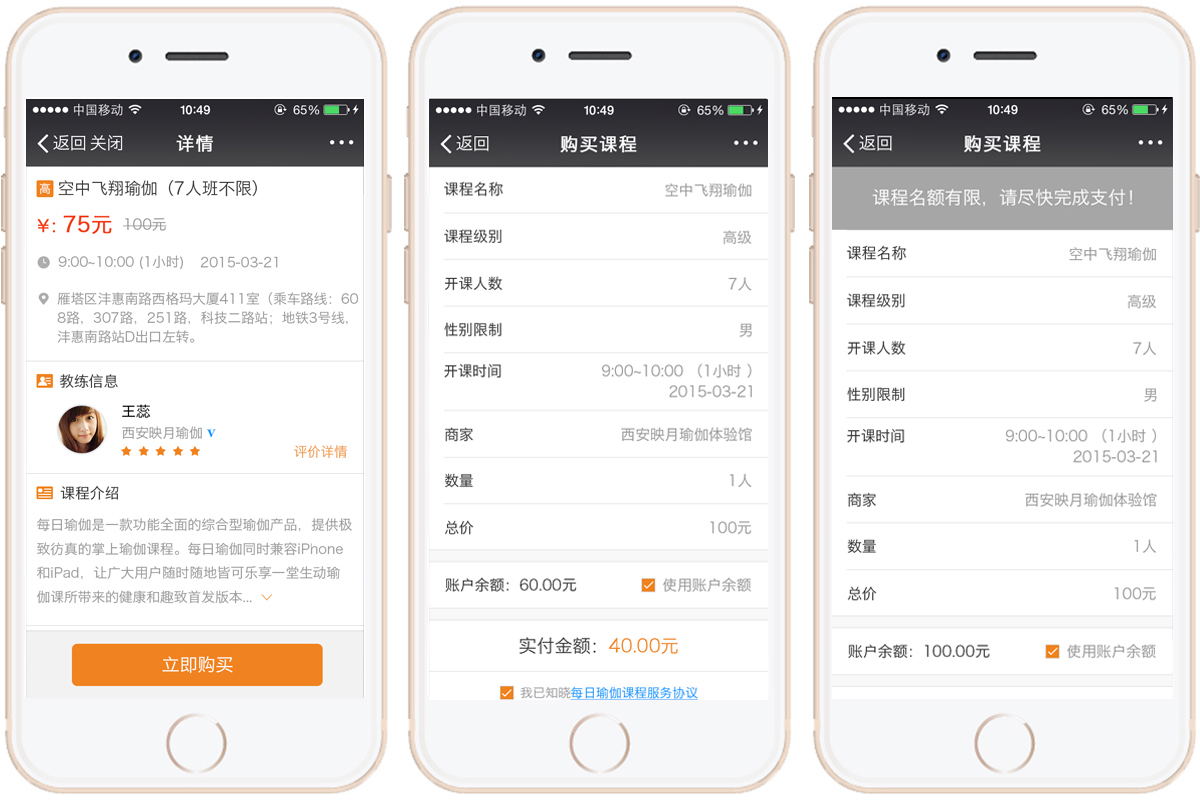 中国移动 10:49 65%
返回 关闭 详情
高 空中飞翔瑜伽（7人班不限）
¥: 75元 100元
9:00~10:00 (1小时) 2015-03-21
雁塔区沣惠南路西格玛大厦411室（乘车路线：60
8路，307路，251路，科技二路站；地铁3号线，
沣惠南路站D出口左转。
教练信息
王蕊
西安映月瑜伽 V
评价详情
课程介绍
每日瑜伽是一款功能全面的综合型瑜伽产品，提供极
致仿真的掌上瑜伽课程。每日瑜伽同时兼容iPhone
和iPad，让广大用户随时随地皆可乐享一堂生动瑜
伽课所带来的健康和趣致首发版本...
立即购买
中国移动 10:49 65%
返回 购买课程
课程名称 空中飞翔瑜伽
课程级别 高级
开课人数 7人
性别限制 男
开课时间 9:00~10:00 （1小时 ）
2015-03-21
商家 西安映月瑜伽体验馆
数量 1人
总价 100元
账户余额：60.00元 使用账户余额
实付金额：40.00元
我已知晓每日瑜伽课程服务协议
中国移动 10:49 65%
返回 购买课程
课程名额有限，请尽快完成支付！
课程名称 空中飞翔瑜伽
课程级别 高级
开课人数 7人
性别限制 男
开课时间 9:00~10:00 （1小时 ）
2015-03-21
商家 西安映月瑜伽体验馆
数量 1人
总价 100元
账户余额：100.00元 使用账户余额